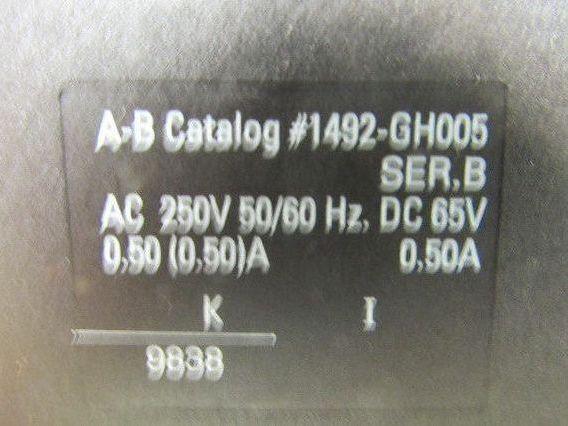 A-B Catalog #1492-GH005
SER.B
AC 250V 50/60 Hz, DC 65V
0,50 (0,50)A 0,50A
K I
9838